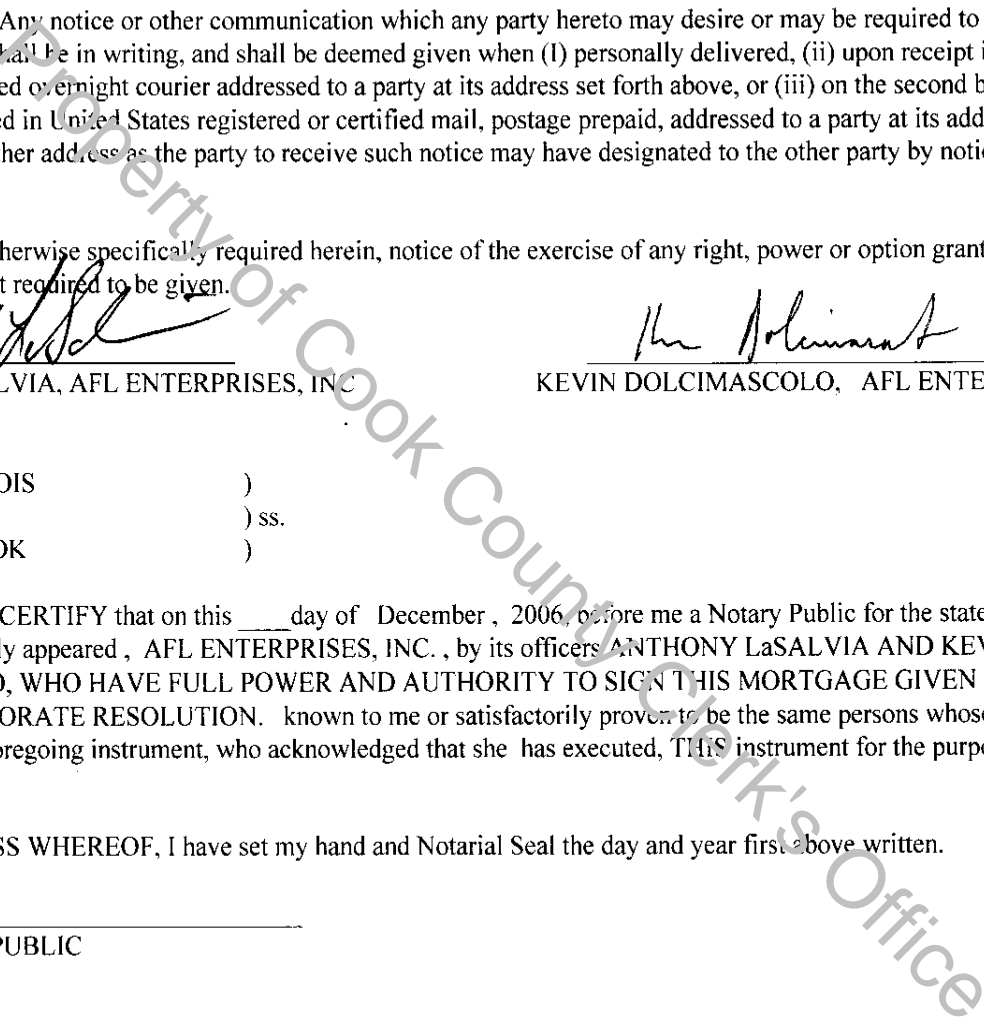 Any notice or other communication which any party hereto may desire or may be required to
shall be in writing, and shall be deemed given when (I) personally delivered, (ii) upon receipt i
ed overnight courier addressed to a party at its address set forth above, or (iii) on the second b
d in United States registered or certified mail, postage prepaid, addressed to a party at its add
her address as the party to receive such notice may have designated to the other party by noti
herwise specifically required herein, notice of the exercise of any right, power or option grant
t required to be given.
LVIA, AFL ENTERPRISES, INC
KEVIN DOLCIMASCOLO, AFL ENTE
OIS )
) ss.
OK )
CERTIFY that on this ____day of December , 2006, before me a Notary Public for the state
ly appeared , AFL ENTERPRISES, INC. , by its officers ANTHONY LaSALVIA AND KEV
O, WHO HAVE FULL POWER AND AUTHORITY TO SIGN THIS MORTGAGE GIVEN
ORATE RESOLUTION. known to me or satisfactorily proven to be the same persons whose
oregoing instrument, who acknowledged that she has executed, THIS instrument for the purpo
SS WHEREOF, I have set my hand and Notarial Seal the day and year first above written.
PUBLIC
Property of Cook County Clerk's Office